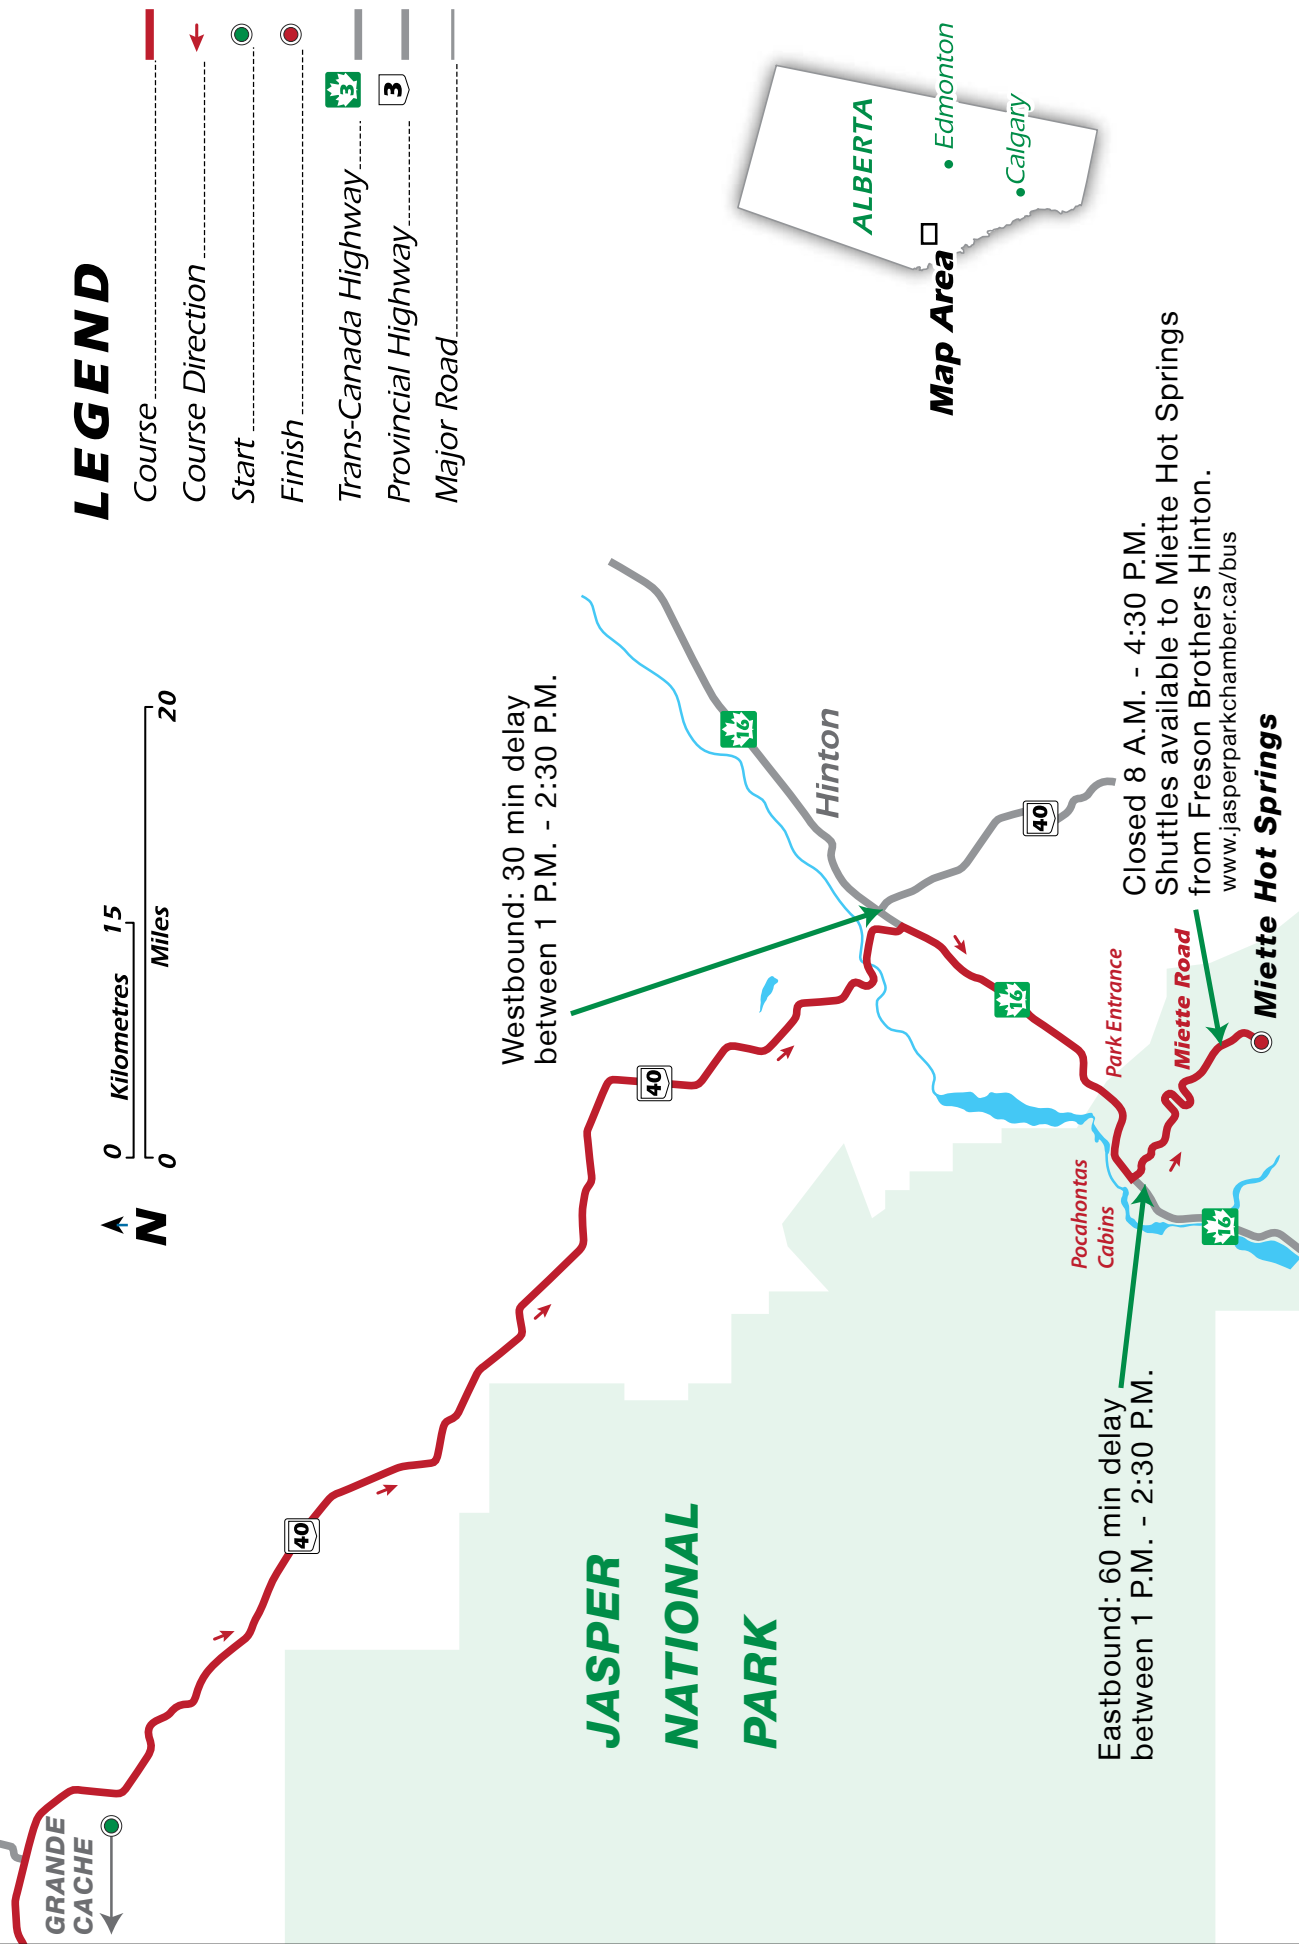 LEGEND
Course
Course Direction
Start
Finish
Trans-Canada Highway
3
Provincial Highway
3
Major Road
N
0
15
Kilometres
0
20
Miles
GRANDE
CACHE
40
40
Westbound: 30 min delay
between 1 P.M. - 2:30 P.M.
16
Hinton
40
16
ALBERTA
Edmonton
Calgary
Map Area
JASPER
NATIONAL
PARK
Park Entrance
Pocahontas
Cabins
Miette Road
16
Eastbound: 60 min delay
between 1 P.M. - 2:30 P.M.
Closed 8 A.M. - 4:30 P.M.
Shuttles available to Miette Hot Springs
from Freson Brothers Hinton.
www.jasperparkchamber.ca/bus
Miette Hot Springs